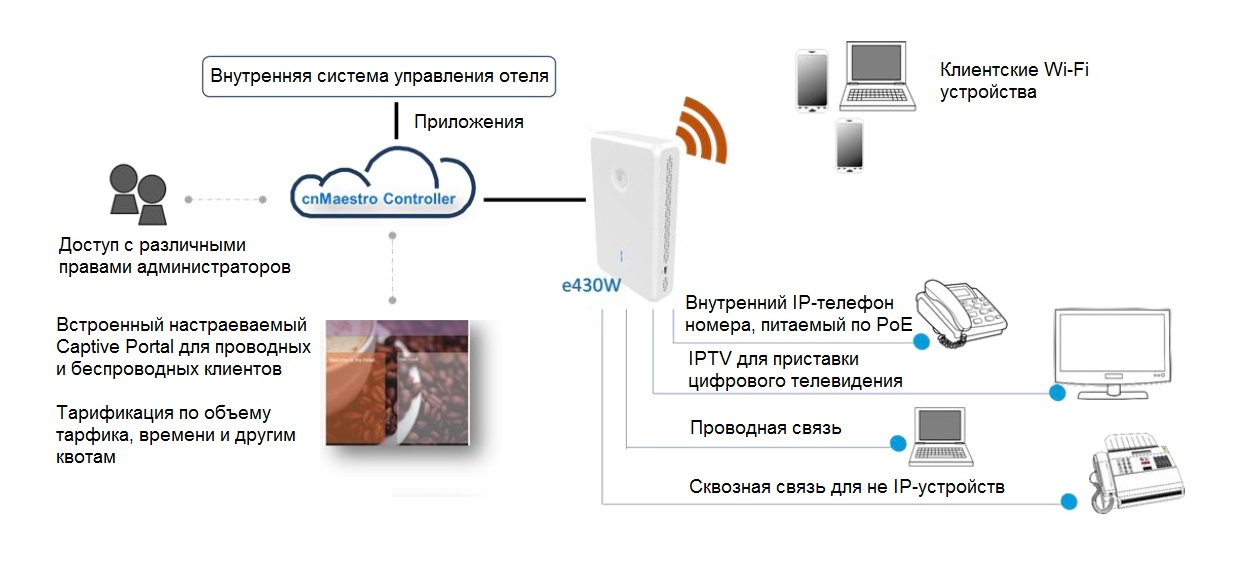 Внутренняя система управления отеля
Приложения
cnMaestro Controller
Клиентские Wi-Fi
устройства
Доступ с различными
правами администраторов
e430W
Встроенный настраеваемый
Captive Portal для проводных
и беспроводных клиентов
Тарификация по объему
тарфика, времени и другим
квотам
Внутренний IP-телефон
номера, питаемый по PoE
IPTV для приставки
цифрового телевидения
Проводная связь
Сквозная связь для не IP-устройств